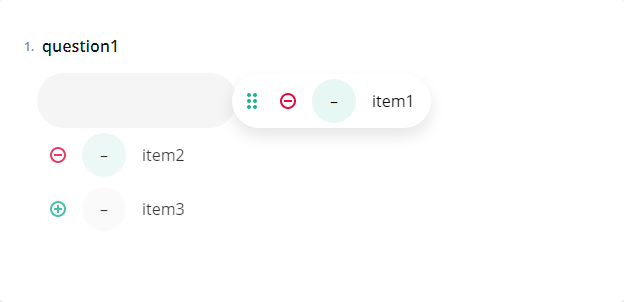 1. question1
– item1
– item2
– item3